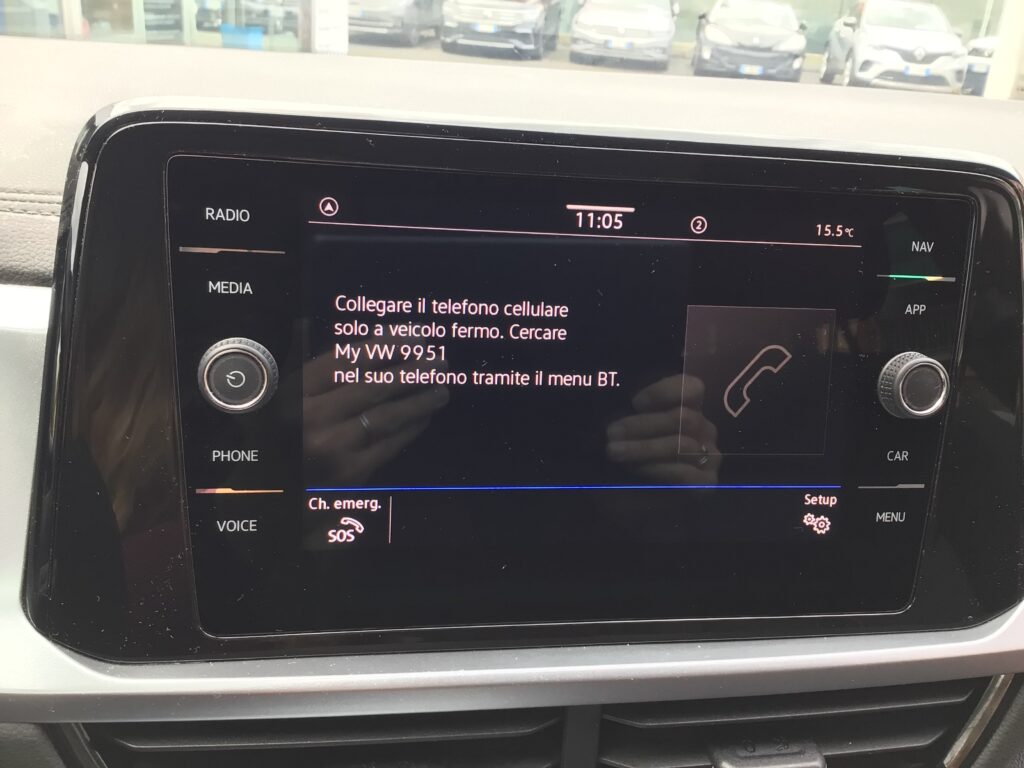 RADIO
MEDIA
PHONE
VOICE
11:05
2
15.5°C
Collegare il telefono cellulare
solo a veicolo fermo. Cercare
My VW 9951
nel suo telefono tramite il menu BT.
Ch. emerg.
SOS
Setup
NAV
APP
CAR
MENU